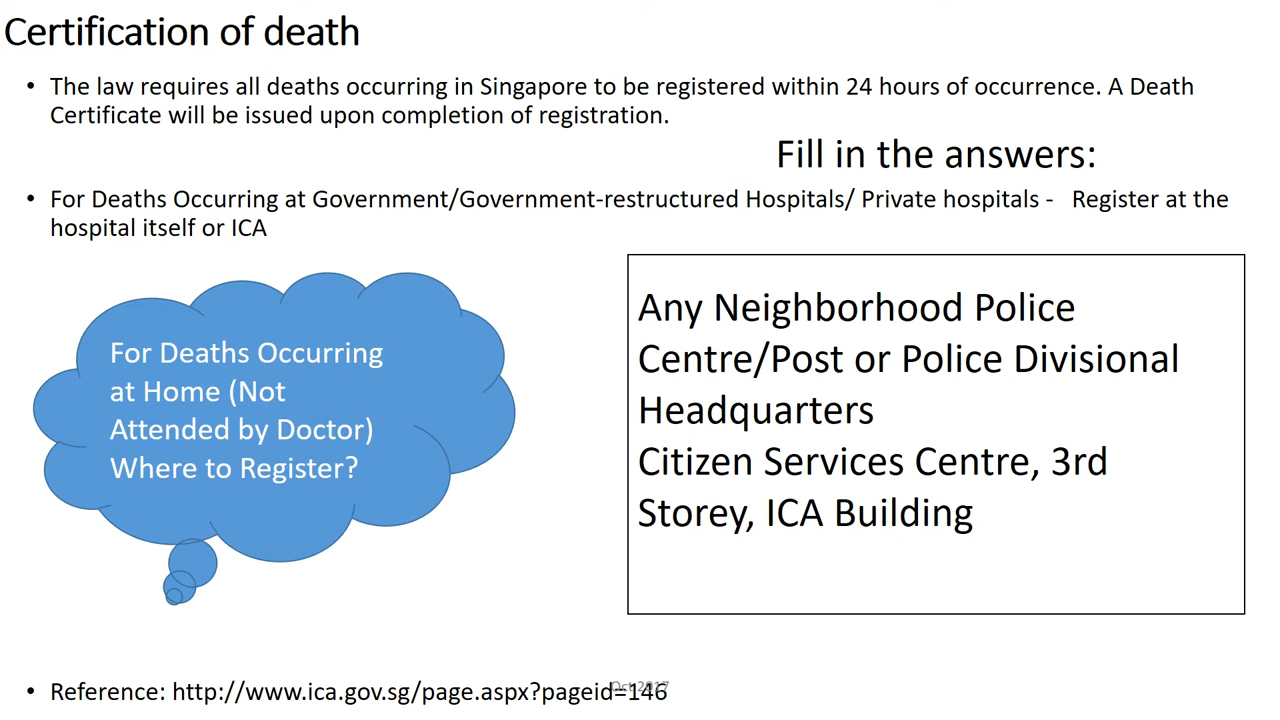 Certification of death
• The law requires all deaths occurring in Singapore to be registered within 24 hours of occurrence. A Death
Certificate will be issued upon completion of registration.
Fill in the answers:
• For Deaths Occurring at Government/Government-restructured Hospitals/ Private hospitals - Register at the
hospital itself or ICA
For Deaths Occurring
at Home (Not
Attended by Doctor)
Where to Register?
Any Neighborhood Police
Centre/Post or Police Divisional
Headquarters
Citizen Services Centre, 3rd
Storey, ICA Building
• Reference: http://www.ica.gov.sg/page.aspx?pageid=146
Oct 2017